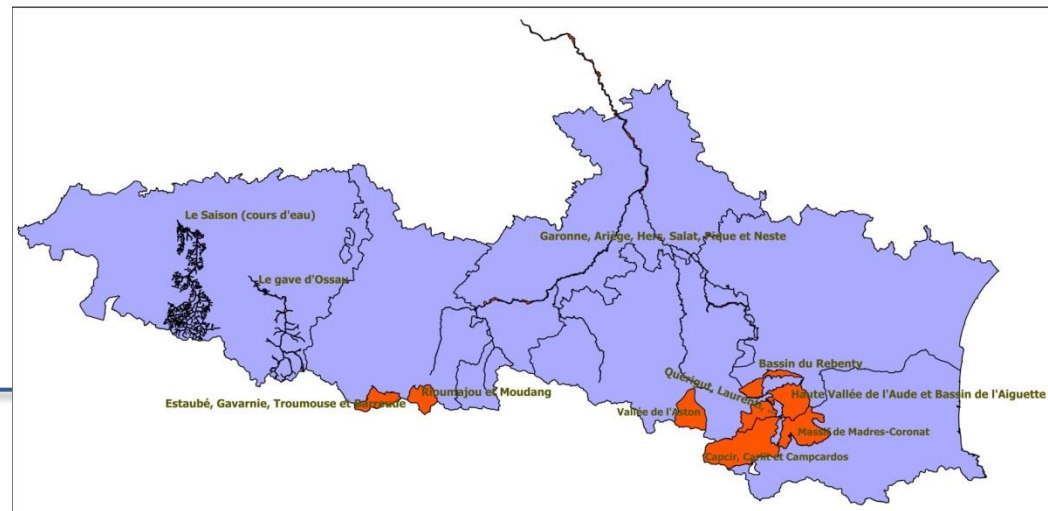 Le Saison (cours d'eau)
Garonne, Ariège, Hers, Salat, Pique et Neste
Le gave d'Ossau
Bassin du Rebenty
Quérigut, Laurenti,
Rioumajou et Moudang
Haute Vallée de l'Aude et Bassin de l'Aiguette
Estaubé, Gavarnie, Troumouse et Barroude
Vallée de l'Aston
Massif de Madres-Coronat
Capcir, Carlit et Campcardos